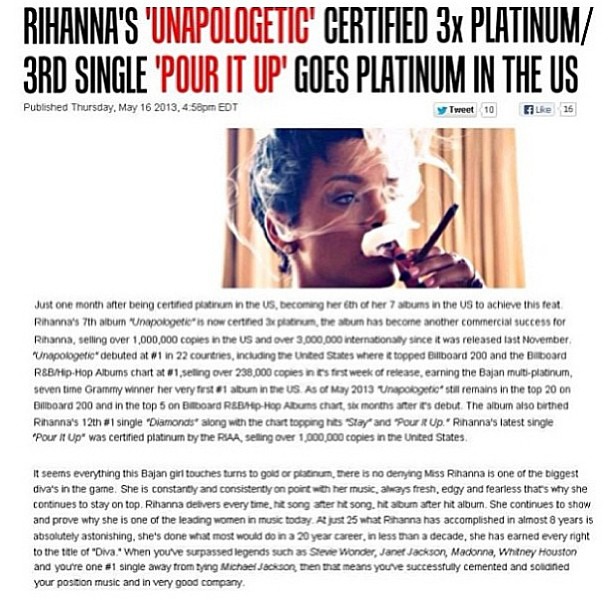 RIHANNA'S 'UNAPOLOGETIC' CERTIFIED 3x PLATINUM/
3RD SINGLE 'POUR IT UP' GOES PLATINUM IN THE US
Published Thursday, May 16 2013, 4:58pm EDT
Tweet 10
Like 16
Just one month after being certified platinum in the US, becoming her 6th of her 7 albums in the US to achieve this feat.
Rihanna's 7th album "Unapologetic" is now certified 3x platinum, the album has become another commercial success for
Rihanna, selling over 1,000,000 copies in the US and over 3,000,000 internationally since it was released last November.
"Unapologetic" debuted at #1 in 22 countries, including the United States where it topped Billboard 200 and the Billboard
R&B/Hip-Hop Albums chart at #1,selling over 238,000 copies in it's first week of release, earning the Bajan multi-platinum,
seven time Grammy winner her very first #1 album in the US. As of May 2013 "Unapologetic" still remains in the top 20 on
Billboard 200 and in the top 5 on Billboard R&B/Hip-Hop Albums chart, six months after it's debut. The album also birthed
Rihanna's 12th #1 single "Diamonds" along with the chart topping hits "Stay" and "Pour it Up." Rihanna's latest single
"Pour It Up" was certified platinum by the RIAA, selling over 1,000,000 copies in the United States.
It seems everything this Bajan girl touches turns to gold or platinum, there is no denying Miss Rihanna is one of the biggest
diva's in the game. She is constantly and consistently on point with her music, always fresh, edgy and fearless that's why she
continues to stay on top. Rihanna delivers every time, hit song after hit song, hit album after hit album. She continues to show
and prove why she is one of the leading women in music today. At just 25 what Rihanna has accomplished in almost 8 years is
absolutely astonishing, she's done what most would do in a 20 year career, in less than a decade, she has earned every right
to the title of "Diva." When you've surpassed legends such as Stevie Wonder, Janet Jackson, Madonna, Whitney Houston
and you're one #1 single away from tying Michael Jackson, then that means you've successfully cemented and solidified
your position music and in very good company.